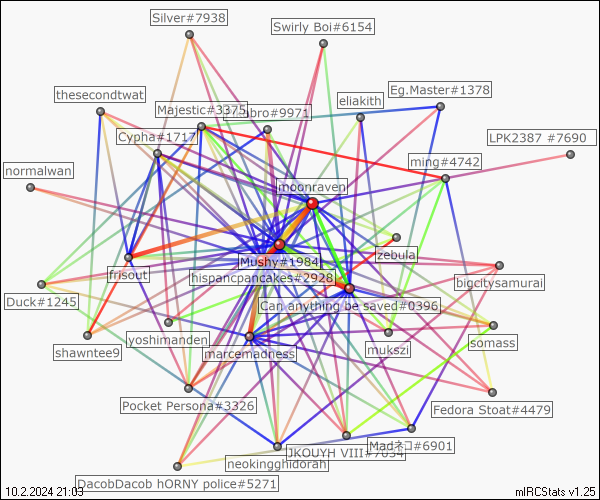 Silver#7938
Swirly Boi#6154
Eg.Master#1378
thesecondtwat
Majestic#3375
bro#9971
eliakith
Cypha#1717
LPK2387 #7690
ming#4742
normalwan
moonraven
Mushy#1984
zebula
frisout
hispancpancakes#2928
bigcitysamurai
Duck#1245
Can anything be saved#0396
yoshimanden
somass
shawntee9
marcemadness
mukszi
Pocket Persona#3326
Fedora Stoat#4479
Madネコ#6901
JKOUYH VIII#7034
neokingghidorah
DacobDacob hORNY police#5271
10.2.2024 21:03
mIRCStats v1.25